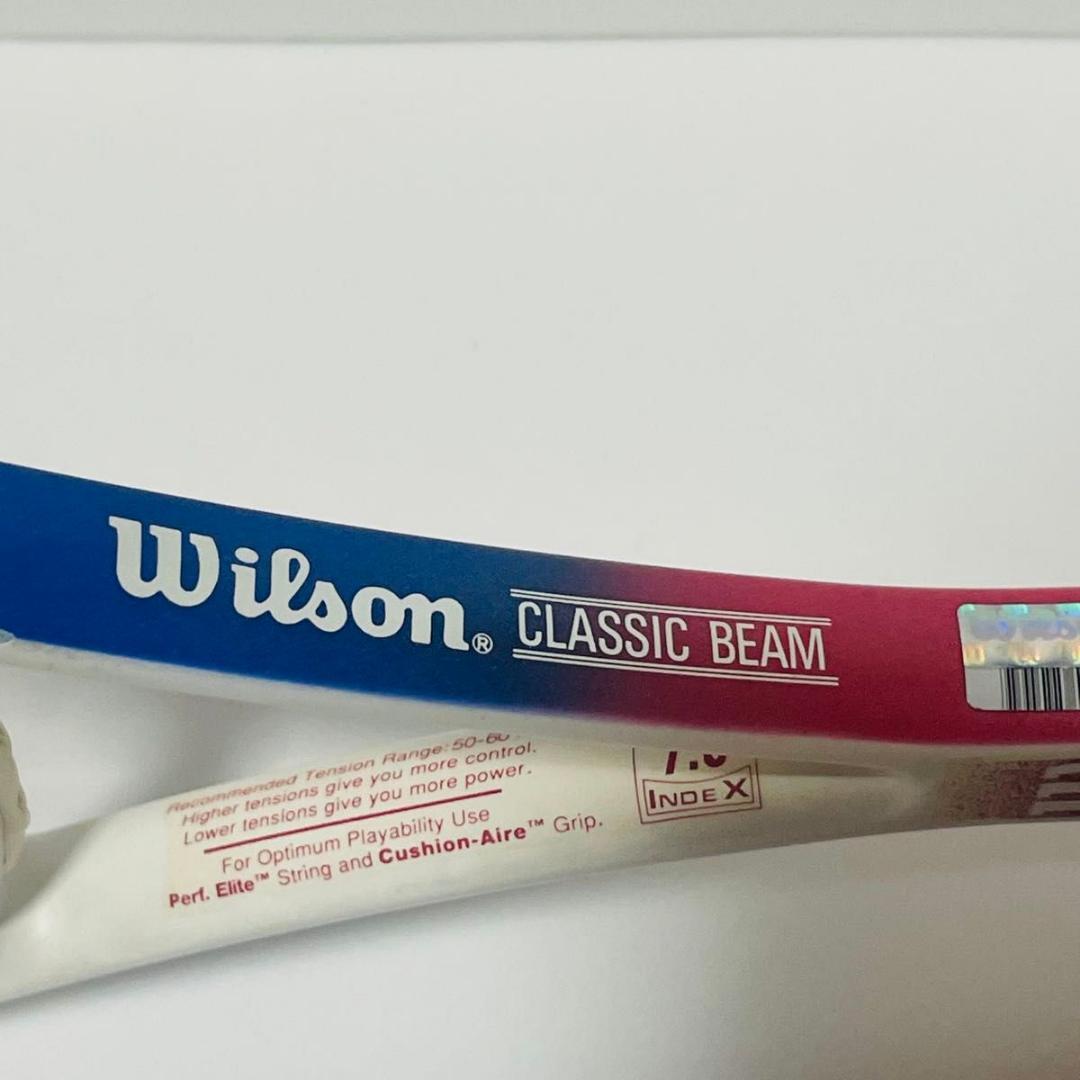 Wilson® CLASSIC BEAM
Recommended Tension Range: 50-60
Higher tensions give you more control.
Lower tensions give you more power.
For Optimum Playability Use
Perf. Elite™ String and Cushion-Aire™ Grip.
INDEX